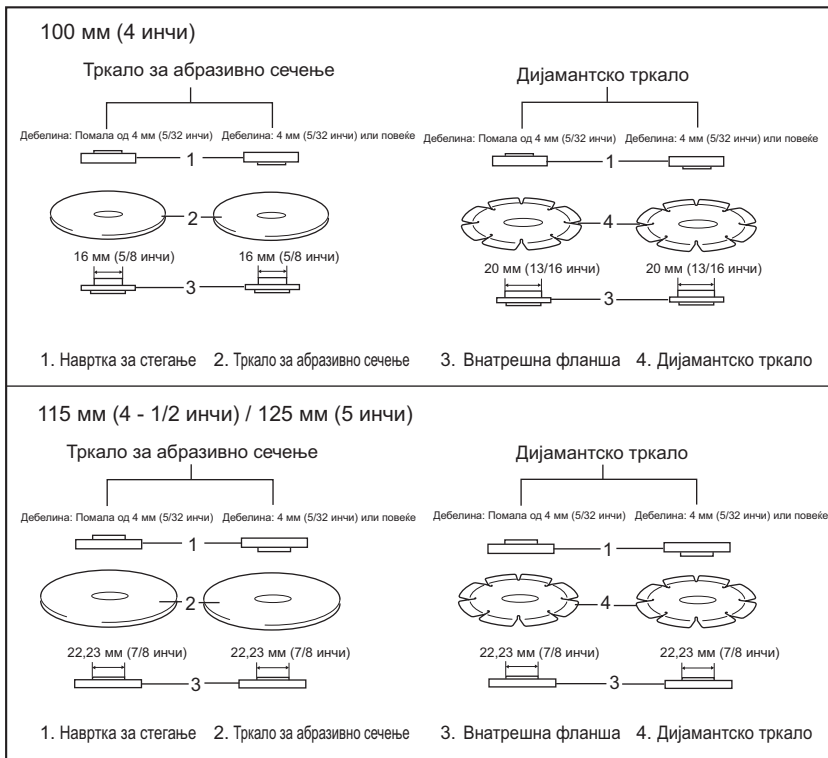 100 мм (4 инчи)
Тркало за абразивно сечење
Дијамантско тркало
Дебелина: Помала од 4 мм (5/32 инчи) Дебелина: 4 мм (5/32 инчи) или повеќе
Дебелина: Помала од 4 мм (5/32 инчи) Дебелина: 4 мм (5/32 инчи) или повеќе
1
1
2
4
16 мм (5/8 инчи) 16 мм (5/8 инчи)
20 мм (13/16 инчи) 20 мм (13/16 инчи)
3
3
1. Навртка за стегање 2. Тркало за абразивно сечење 3. Внатрешна фланша 4. Дијамантско тркало
115 мм (4 - 1/2 инчи) / 125 мм (5 инчи)
Тркало за абразивно сечење
Дијамантско тркало
Дебелина: Помала од 4 мм (5/32 инчи) Дебелина: 4 мм (5/32 инчи) или повеќе
Дебелина: Помала од 4 мм (5/32 инчи) Дебелина: 4 мм (5/32 инчи) или повеќе
1
1
2
4
22,23 мм (7/8 инчи) 22,23 мм (7/8 инчи)
22,23 мм (7/8 инчи) 22,23 мм (7/8 инчи)
3
3
1. Навртка за стегање 2. Тркало за абразивно сечење 3. Внатрешна фланша 4. Дијамантско тркало